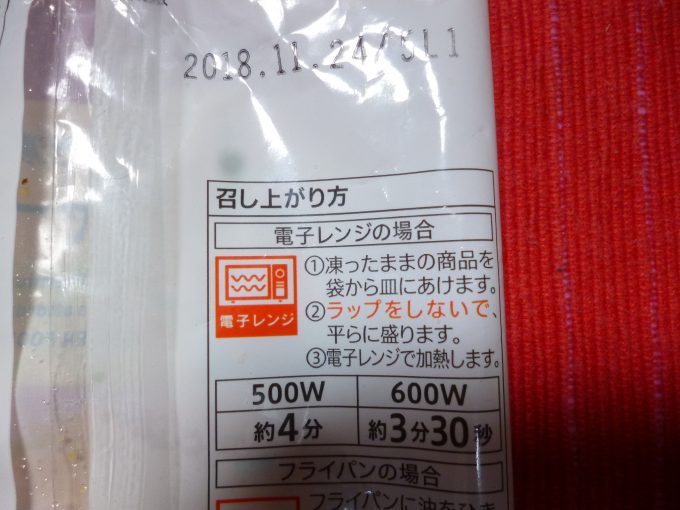 2018.11.24/5L1
召し上がり方
電子レンジの場合
①凍ったままの商品を
袋から皿にあけます。
②ラップをしないで、
平らに盛ります。
③電子レンジで加熱します。
電子レンジ
500W 600W
約4分 約3分30秒
フライパンの場合
フライパンに油をひき